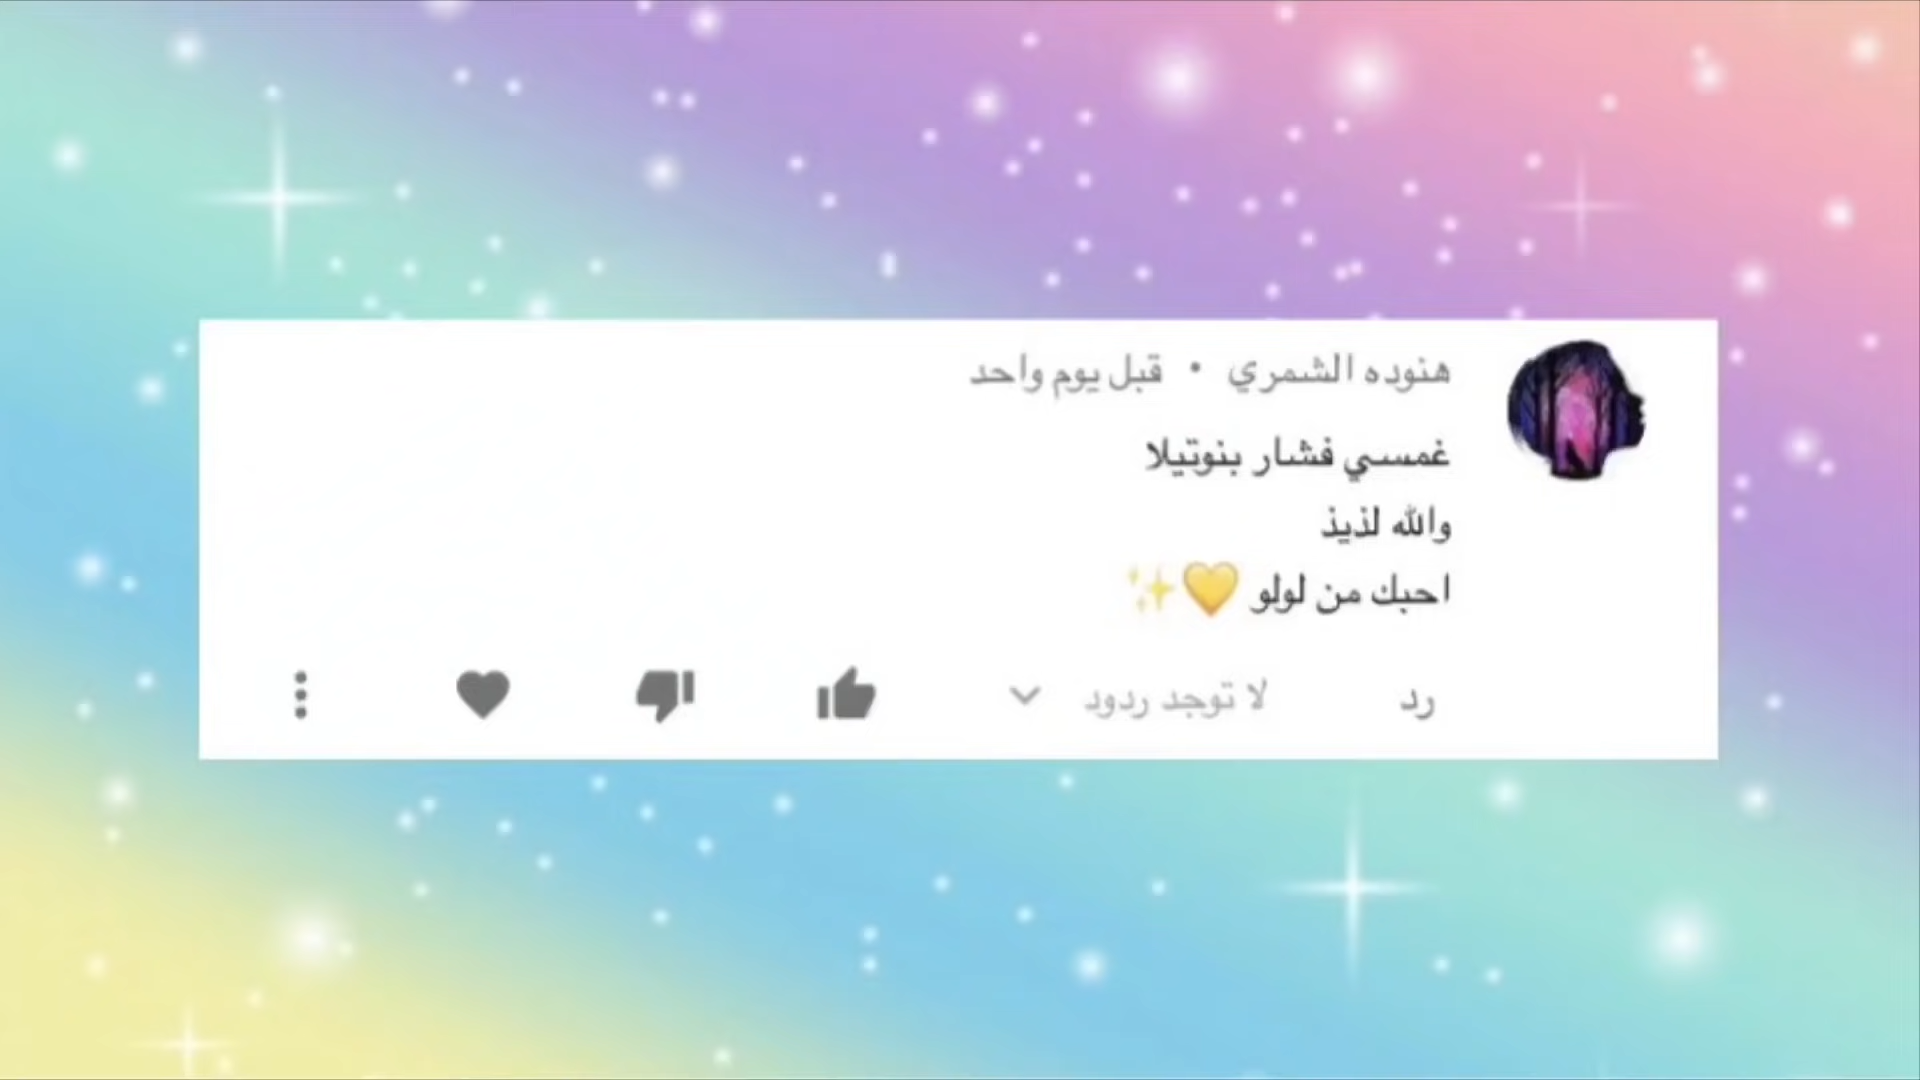 هنوده الشمري • قبل يوم واحد
غمسي فشار بنوتيلا
والله لذيذ
احبك من لولو 💛✨
رد لا توجد ردود